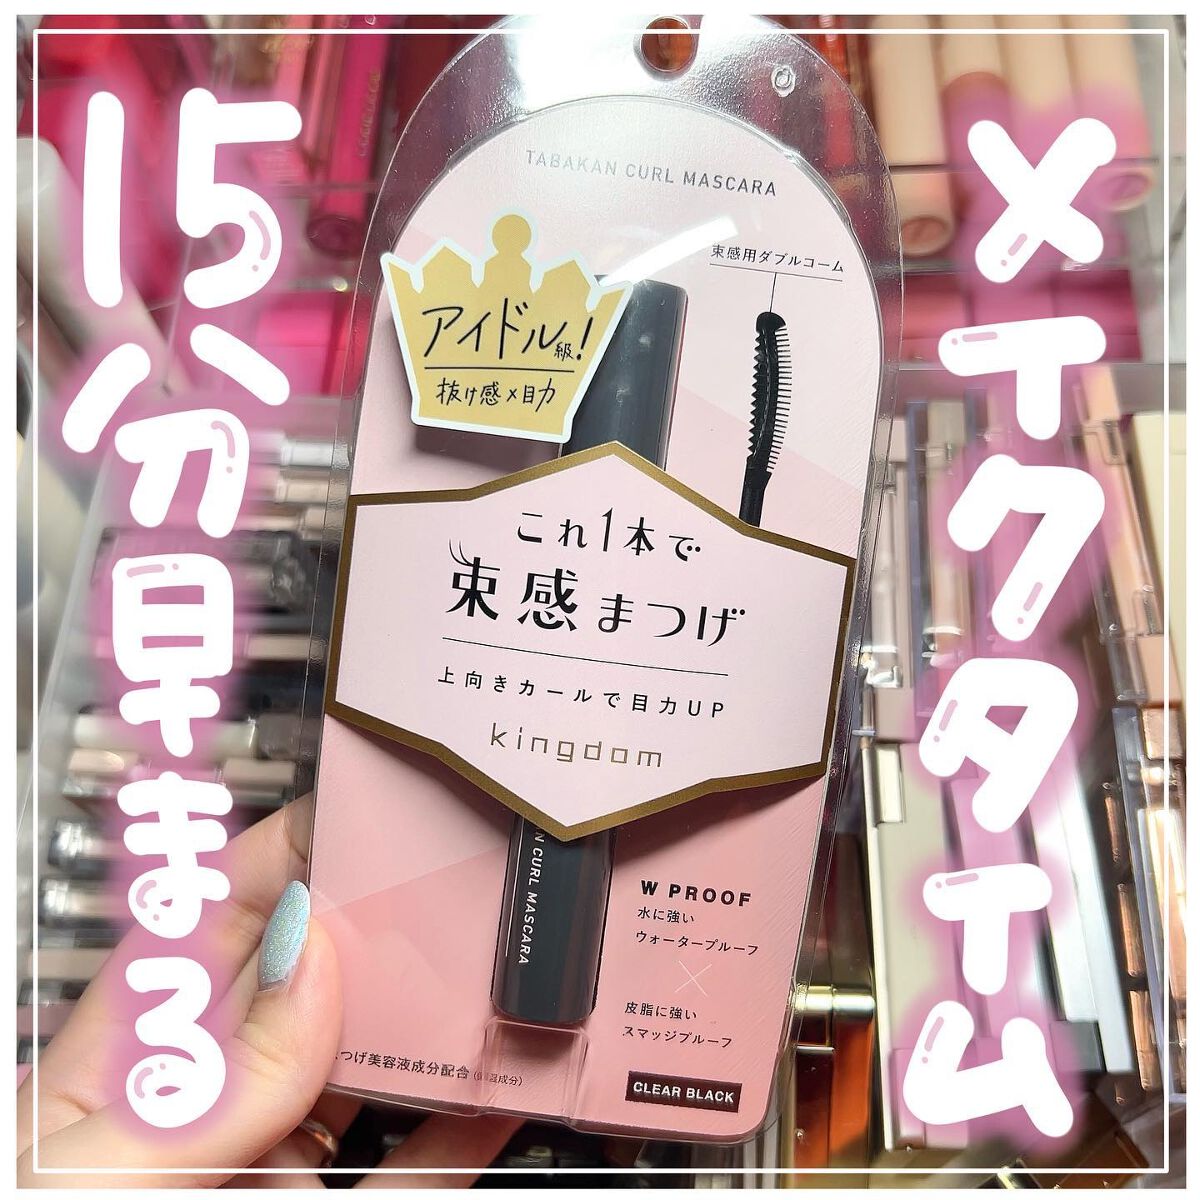 メイクタイム
15分早まる
TABAKAN CURL MASCARA
束感用ダブルコーム
アイドル級!
抜け感×目力
これ1本で
束感まつげ
上向きカールで目力UP
kingdom
N CURL MASCARA
W PROOF
水に強い
ウォータープルーフ
×
皮脂に強い
スマッジプルーフ
つげ美容液成分配合
CLEAR BLACK